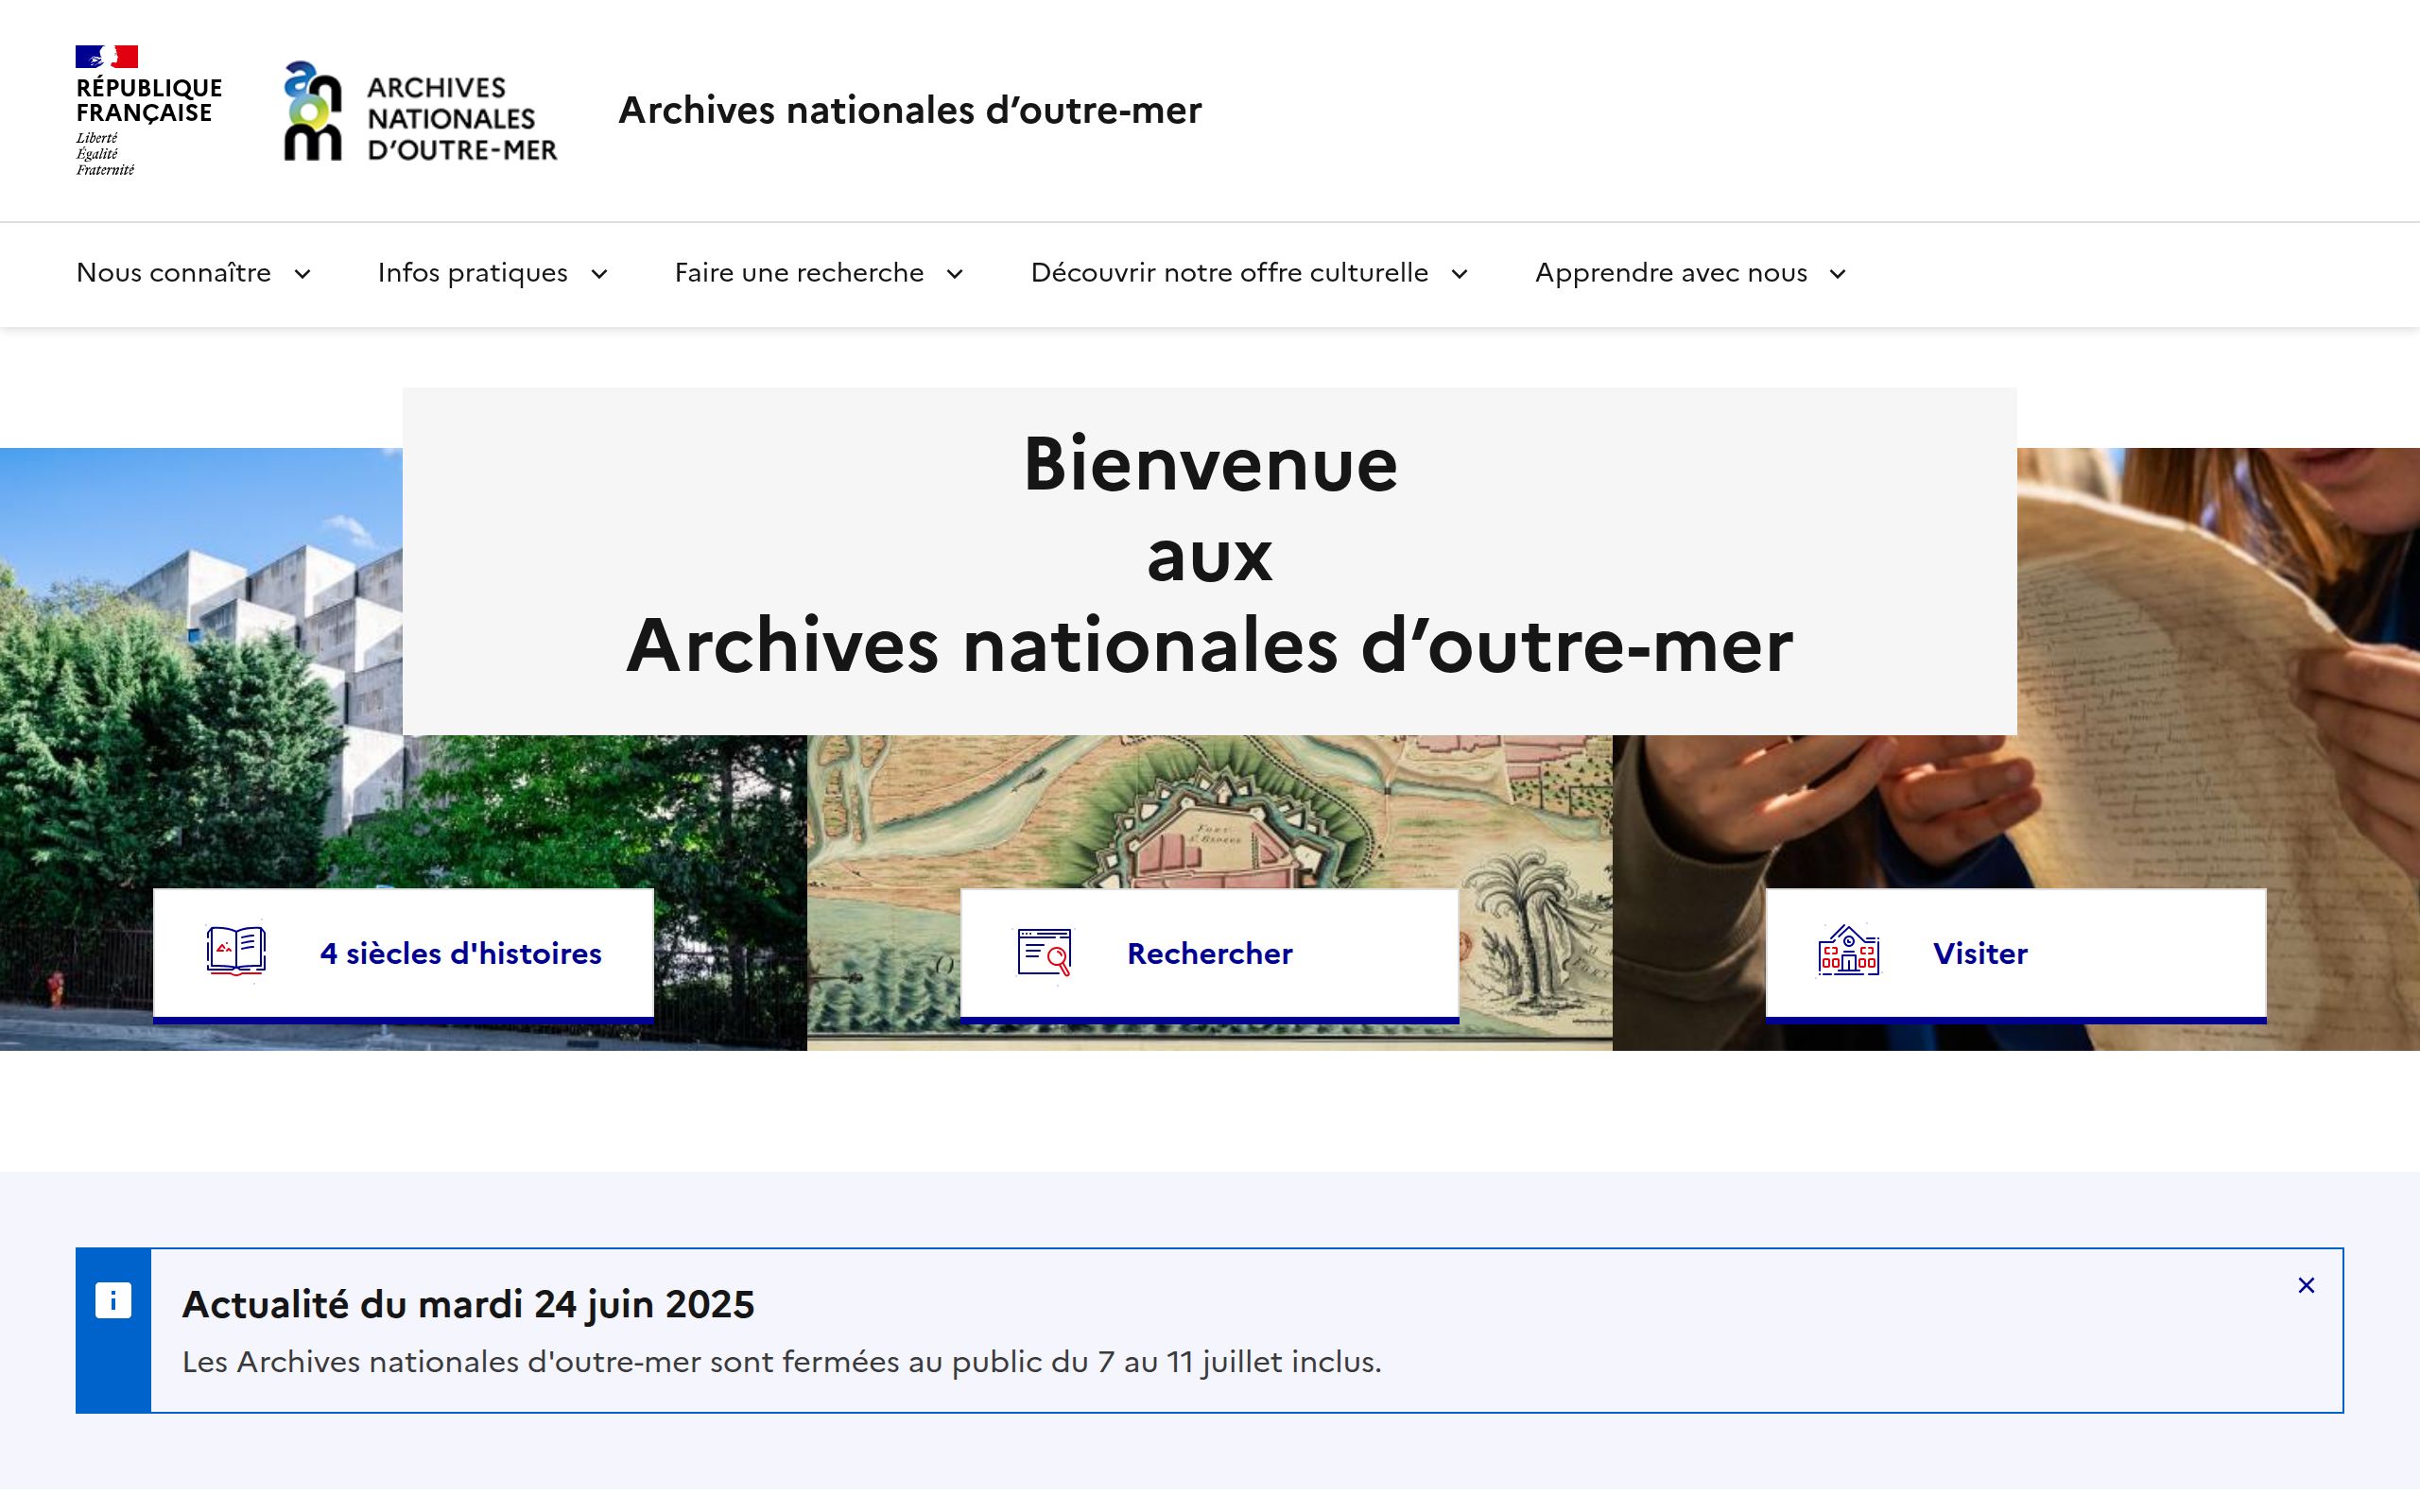 RÉPUBLIQUE
FRANÇAISE
Liberté
Égalité
Fraternité
ARCHIVES
NATIONALES
D'OUTRE-MER
Archives nationales d’outre-mer
Nous connaître
Infos pratiques
Faire une recherche
Découvrir notre offre culturelle
Apprendre avec nous
Bienvenue
aux
Archives nationales d’outre-mer
4 siècles d'histoires
Rechercher
Visiter
Actualité du mardi 24 juin 2025
Les Archives nationales d'outre-mer sont fermées au public du 7 au 11 juillet inclus.